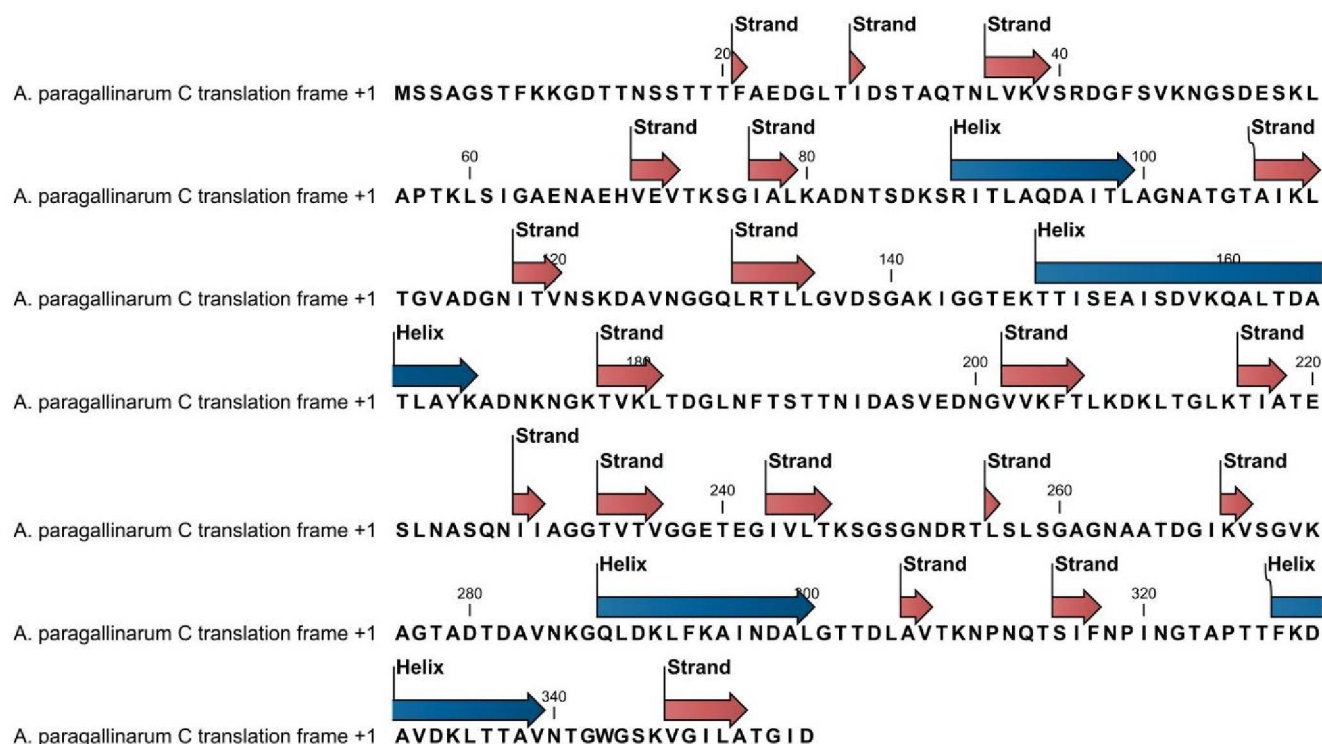 Strand Strand Strand
20 40
A. paragallinarum C translation frame +1 MSSAGSTFKKGDTTNSSTTTFAEDGLTIDSTAQTNLVKVSRDGFSVKNGSDESKL
Strand Strand Helix Strand
60 80 100
A. paragallinarum C translation frame +1 APTKLSIGAENAEHVEVTKSGIALKADNTSDKSRITLAQDAITLAGNATGTAIKL
Strand Strand Helix
120 140 160
A. paragallinarum C translation frame +1 TGVADGNITVNSKDAVNGGQLRTLLGVDSGAKIGGTEKTTISEAISDVKQALTDA
Helix Strand Strand Strand
180 200 220
A. paragallinarum C translation frame +1 TLAYKADNKNGKTVKLTDGLNFTSTTNIDASVEDNGVVKFTLKDKLTGLKTIATE
Strand
Strand Strand Strand Strand
240 260
A. paragallinarum C translation frame +1 SLNASQNIIAGGTVTVGGETEGIVLTKSGSGNDRTLSLSGAGNAATDGIKVSGVK
Helix Strand Strand Helix
280 300 320
A. paragallinarum C translation frame +1 AGTADTDAVNKGQLDKLFKAINDALGTTDLAVTKNPNQTSIFNPINGTAPTTFKD
Helix Strand
340
A. paragallinarum C translation frame +1 AVDKLTTAVNTGWGSKVGILATGID